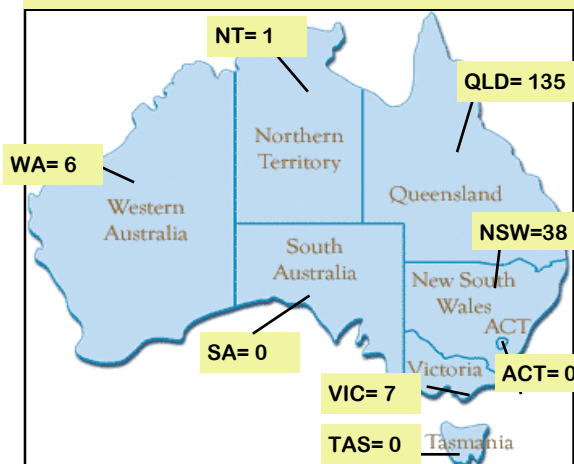 NT= 1
QLD= 135
Northern
Territory
WA= 6
Queensland
Western
Australia
NSW=38
South
Australia
New South
Wales
ACT
SA= 0
Victoria
ACT= 0
VIC= 7
TAS= 0
Tasmania